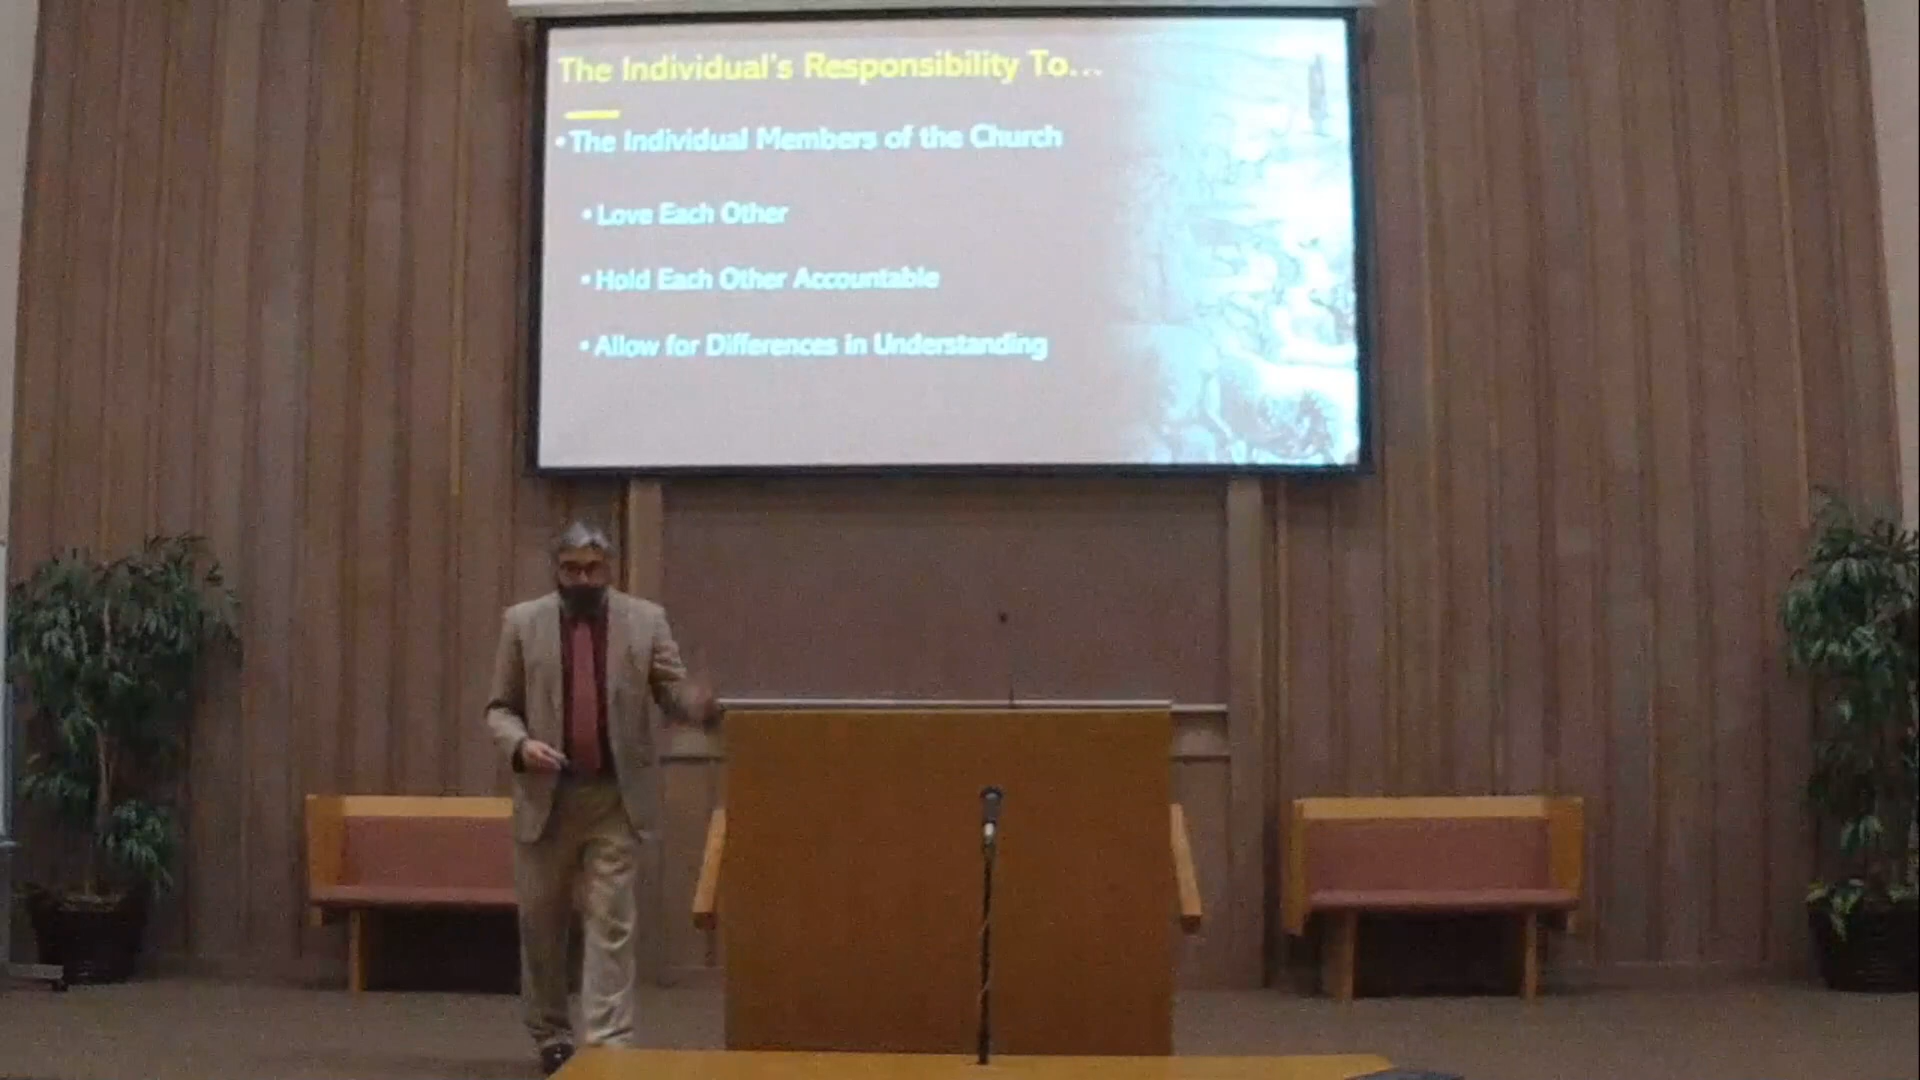 The Individual's Responsibility To...
• The Individual Members of the Church
• Love Each Other
• Hold Each Other Accountable
• Allow for Differences in Understanding